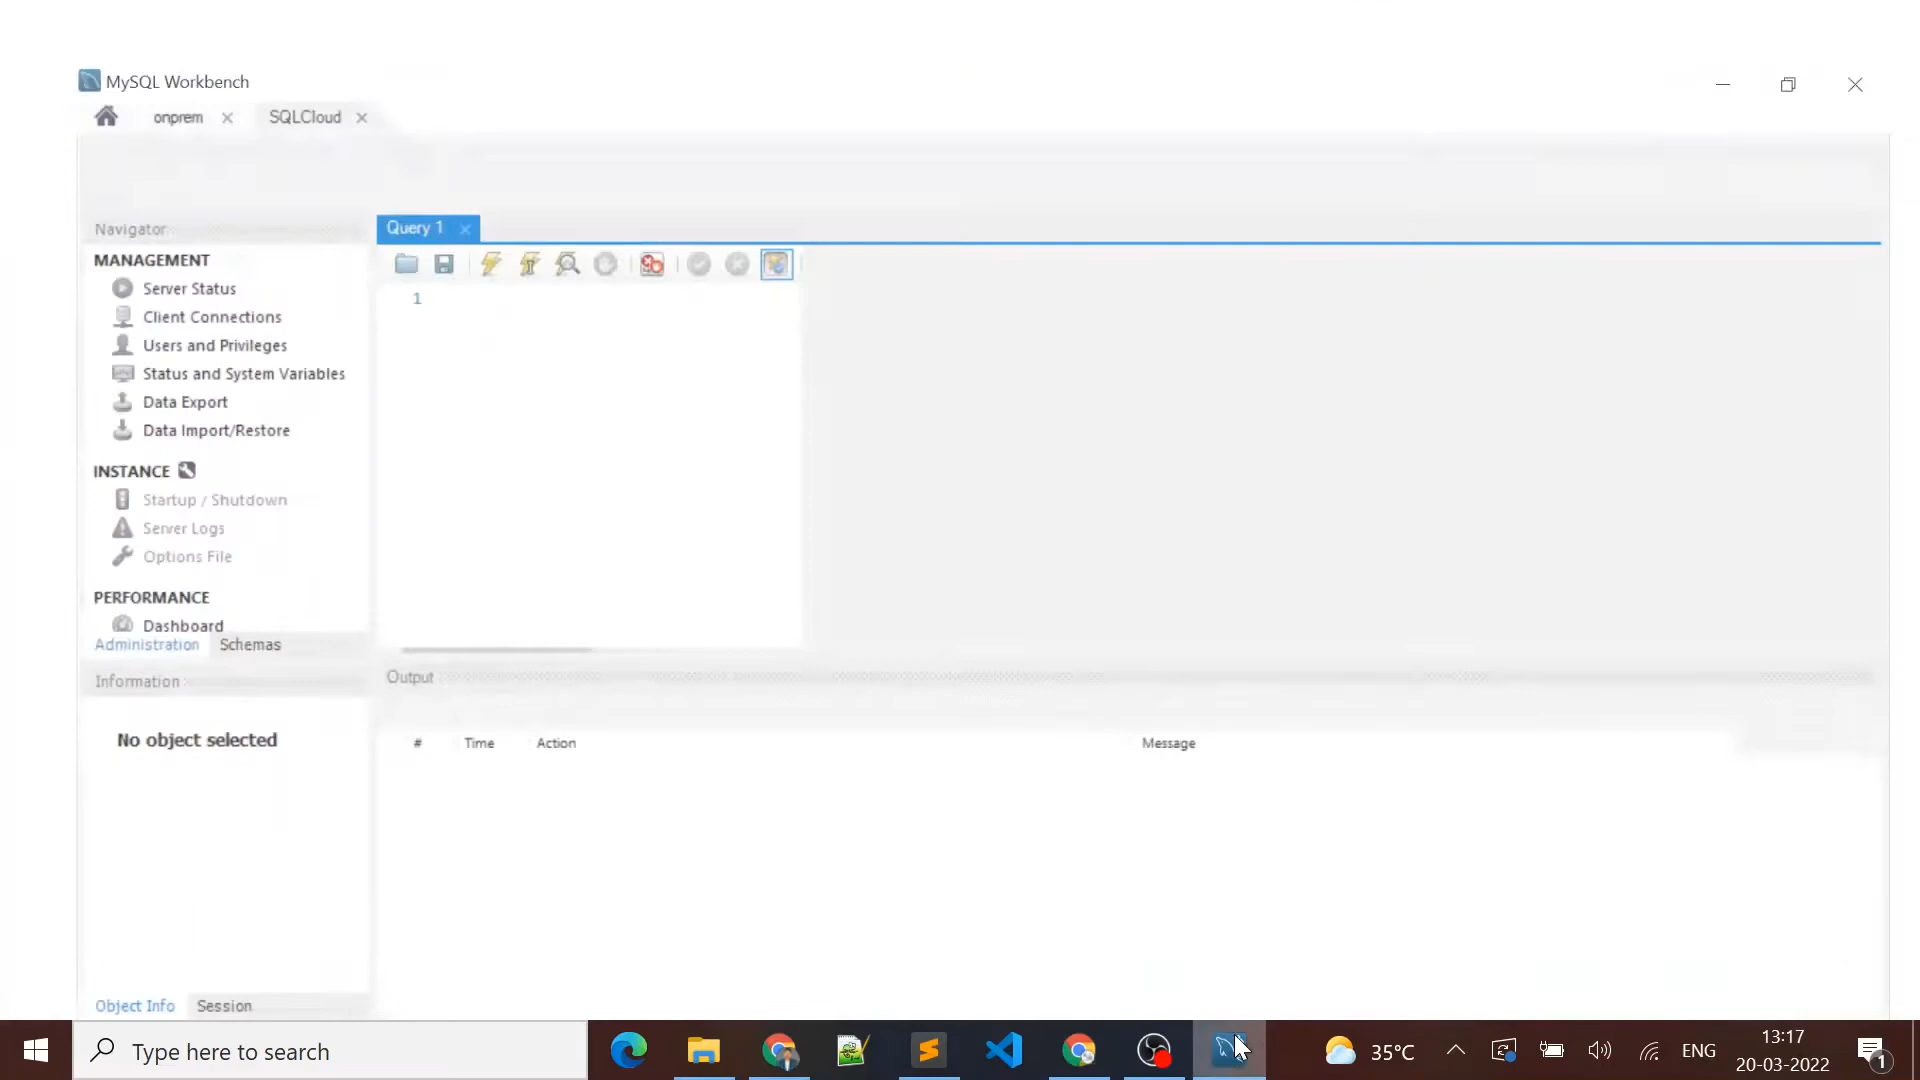 MySQL Workbench
onprem
SQLCloud
Navigator
Query 1
MANAGEMENT
Server Status
Client Connections
Users and Privileges
Status and System Variables
Data Export
Data Import/Restore
INSTANCE
Startup / Shutdown
Server Logs
Options File
PERFORMANCE
Dashboard
Administration Schemas
1
Information
No object selected
Object Info Session
Output
# Time Action Message
Type here to search
35°C
ENG
13:17
20-03-2022
1